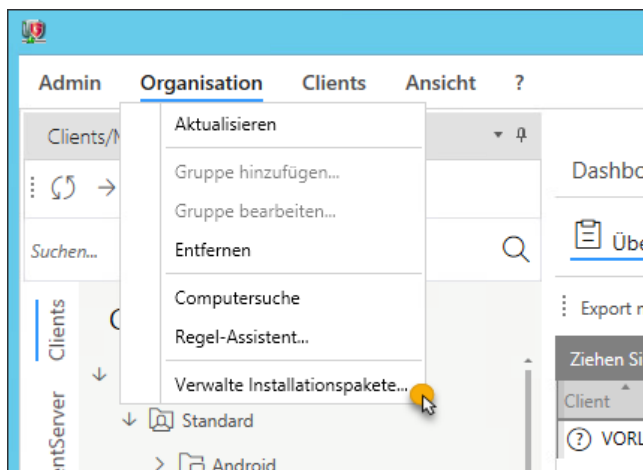 Admin Organisation Clients Ansicht ?
Clients/
Aktualisieren
Gruppe hinzufügen...
Gruppe bearbeiten...
Entfernen
Computersuche
Regel-Assistent...
Verwalte Installationspakete...
Suchen...
Clients
Standard
Android
Dashbo
Übe
Export
Ziehen Si
Client
VORL